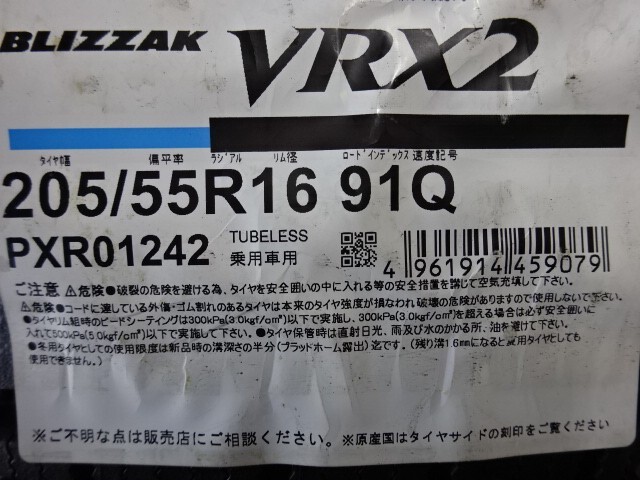 BLIZZAK VRX2
タイヤ幅 偏平率 ラジアル リム径 ロードインデックス 速度記号
205/55R16 91Q
PXR01242 TUBELESS
乗用車用
4 961914 459079
ご注意 ⚠危険●破裂の危険を避ける為、タイヤを安全囲いの中に入れる等の安全措置を講じて空気充填して下さい。
⚠危険●コードに達している外傷・ゴム割れのあるタイヤは本来のタイヤ強度が損なわれ破壊の危険がありますので使用しないで下さい。
●タイヤリム組時のビードシーティングは300kPa(3.0kgf/cm²)以下で実施して下さい。300kPa(3.0kgf/cm²)を超える場合は必ず安全囲いに
入れて500kPa(5.0kgf/cm²)以下で実施して下さい。●タイヤ保管時は直射日光、雨及び水のかかる所、油を避けて下さい。
●冬用タイヤとしての使用限度は新品時の溝深さの半分(プラットホーム露出)迄です。(残り溝1.6mmになると夏用タイヤとしても
使用できません。)
※ご不明な点は販売店にご相談ください。 ※原産国はタイヤサイドの刻印をご覧ください